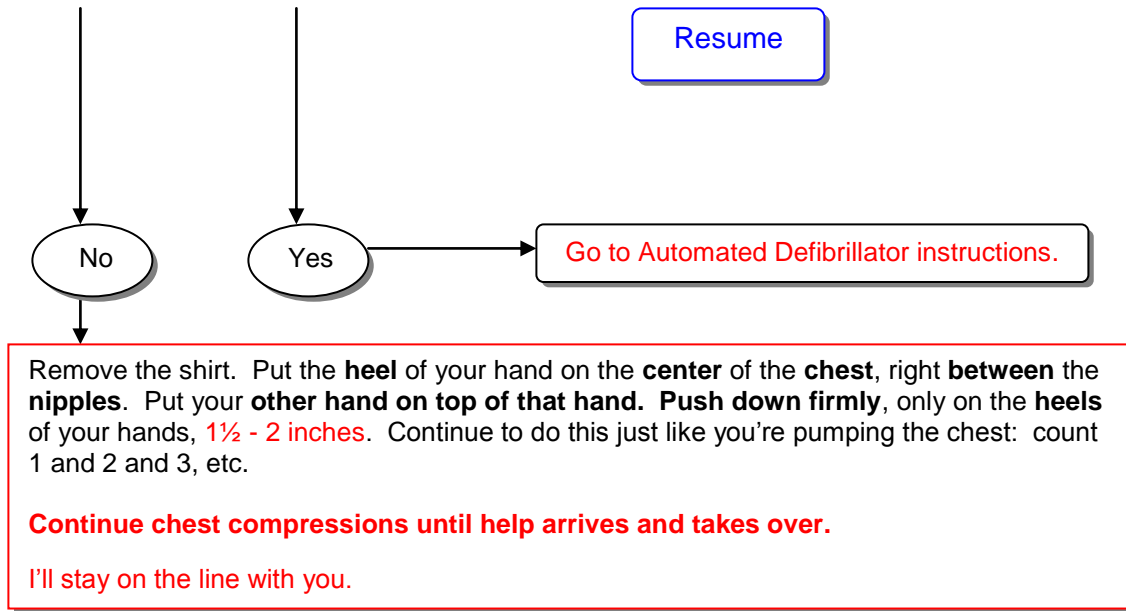 Resume
No
Yes
Go to Automated Defibrillator instructions.
Remove the shirt.  Put the heel of your hand on the center of the chest, right between the
nipples.  Put your other hand on top of that hand.  Push down firmly, only on the heels
of your hands, 1½ - 2 inches.  Continue to do this just like you’re pumping the chest:  count
1 and 2 and 3, etc.
Continue chest compressions until help arrives and takes over.
I’ll stay on the line with you.